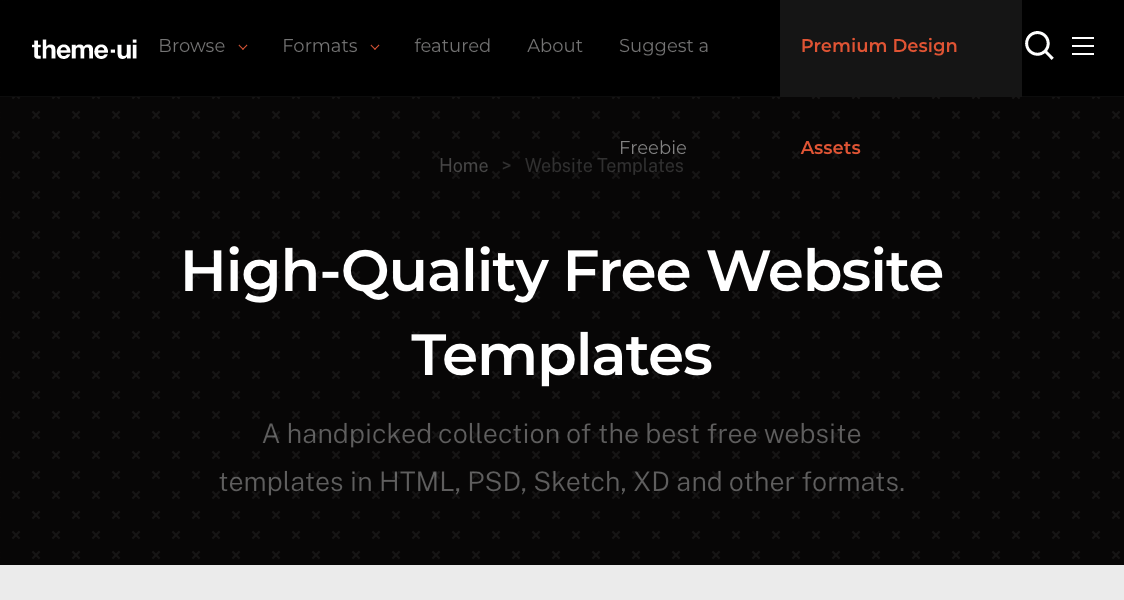 theme-ui Browse Formats featured About Suggest a Premium Design
Freebie Assets
Home > Website Templates
High-Quality Free Website
Templates
A handpicked collection of the best free website
templates in HTML, PSD, Sketch, XD and other formats.